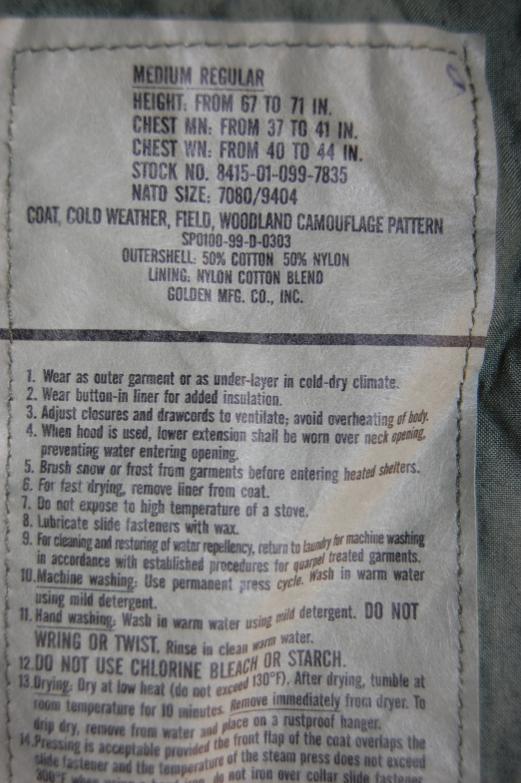 MEDIUM REGULAR
HEIGHT: FROM 67 TO 71 IN.
CHEST MN: FROM 37 TO 41 IN.
CHEST WN: FROM 40 TO 44 IN.
STOCK NO. 8415-01-099-7835
NATO SIZE: 7080/9404
COAT, COLD WEATHER, FIELD, WOODLAND CAMOUFLAGE PATTERN
SPO100-99-D-0303
OUTERSHELL: 50% COTTON 50% NYLON
LINING: NYLON COTTON BLEND
GOLDEN MFG. CO., INC.
1. Wear as outer garment or as under-layer in cold-dry climate.
2. Wear button-in liner for added insulation.
3. Adjust closures and drawcords to ventilate; avoid overheating of body.
4. When hood is used, lower extension shall be worn over neck opening,
preventing water entering opening.
5. Brush snow or frost from garments before entering heated shelters.
6. For fast drying, remove liner from coat.
7. Do not expose to high temperature of a stove.
8. Lubricate slide fasteners with wax.
9. For cleaning and restoring of water repellency, return to laundry for machine washing
in accordance with established procedures for quarpel treated garments.
10. Machine washing: Use permanent press cycle. Wash in warm water
using mild detergent.
11. Hand washing: Wash in warm water using mild detergent. DO NOT
WRING OR TWIST. Rinse in clean warm water.
12. DO NOT USE CHLORINE BLEACH OR STARCH.
13. Drying: Dry at low heat (do not exceed 130°F). After drying, tumble at
room temperature for 10 minutes. Remove immediately from dryer. To
drip dry, remove from water and place on a rustproof hanger.
14. Pressing is acceptable provided the front flap of the coat overlaps the
slide fastener and the temperature of the steam press does not exceed
300°F when using a hand iron, do not iron over collar slide fastener